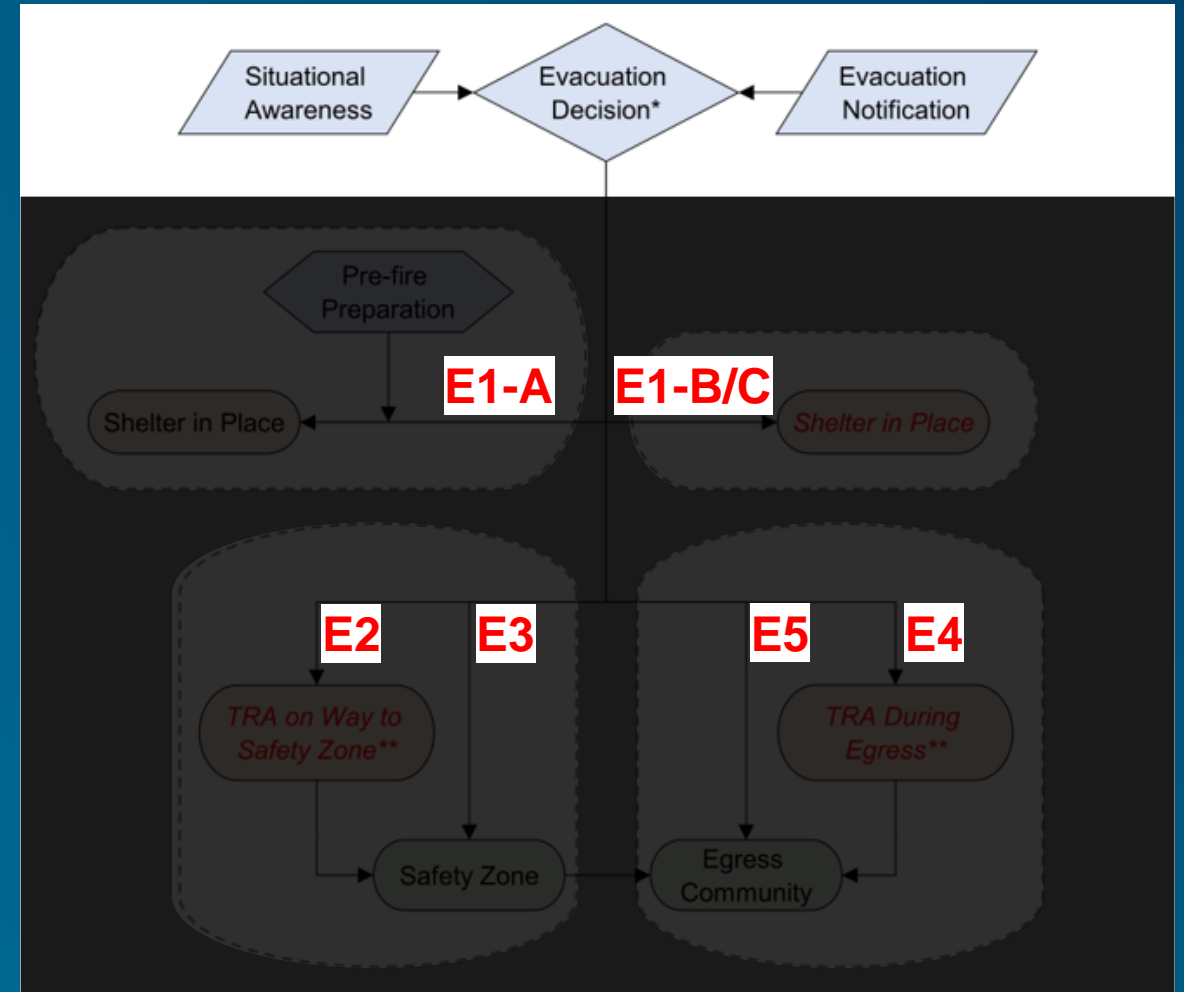 Situational
Awareness
Evacuation
Decision*
Evacuation
Notification
Pre-fire
Preparation
E1-A
E1-B/C
Shelter in Place
Shelter in Place
E2
E3
E5
E4
TRA on Way to
Safety Zone**
TRA During
Egress**
Safety Zone
Egress
Community